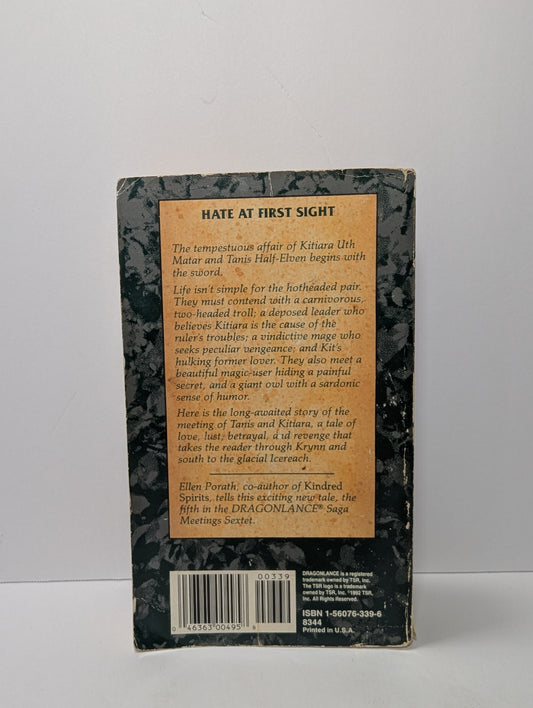 HATE AT FIRST SIGHT
The tempestuous affair of Kitiara Uth
Matar and Tanis Half-Elven begins with
the sword.
Life isn't simple for the hotheaded pair.
They must contend with a carnivorous,
two-headed troll; a deposed leader who
believes Kitiara is the cause of the
ruler's troubles; a vindictive mage who
seeks peculiar vengeance; and Kit's
hulking former lover. They also meet a
beautiful magic-user hiding a painful
secret, and a giant owl with a sardonic
sense of humor.
Here is the long-awaited story of the
meeting of Tanis and Kitiara, a tale of
love, lust, betrayal, and revenge that
takes the reader through Krynn and
south to the glacial Icereach.
Ellen Porath, co-author of Kindred
Spirits, tells this exciting new tale, the
fifth in the DRAGONLANCE® Saga
Meetings Sextet.
00339
0 46363 00495 8
DRAGONLANCE is a registered
trademark owned by TSR, Inc.
The TSR logo is a trademark
owned by TSR, Inc. ©1992 TSR,
Inc. All Rights Reserved.
ISBN 1-56076-339-6
8344
Printed in U.S.A.